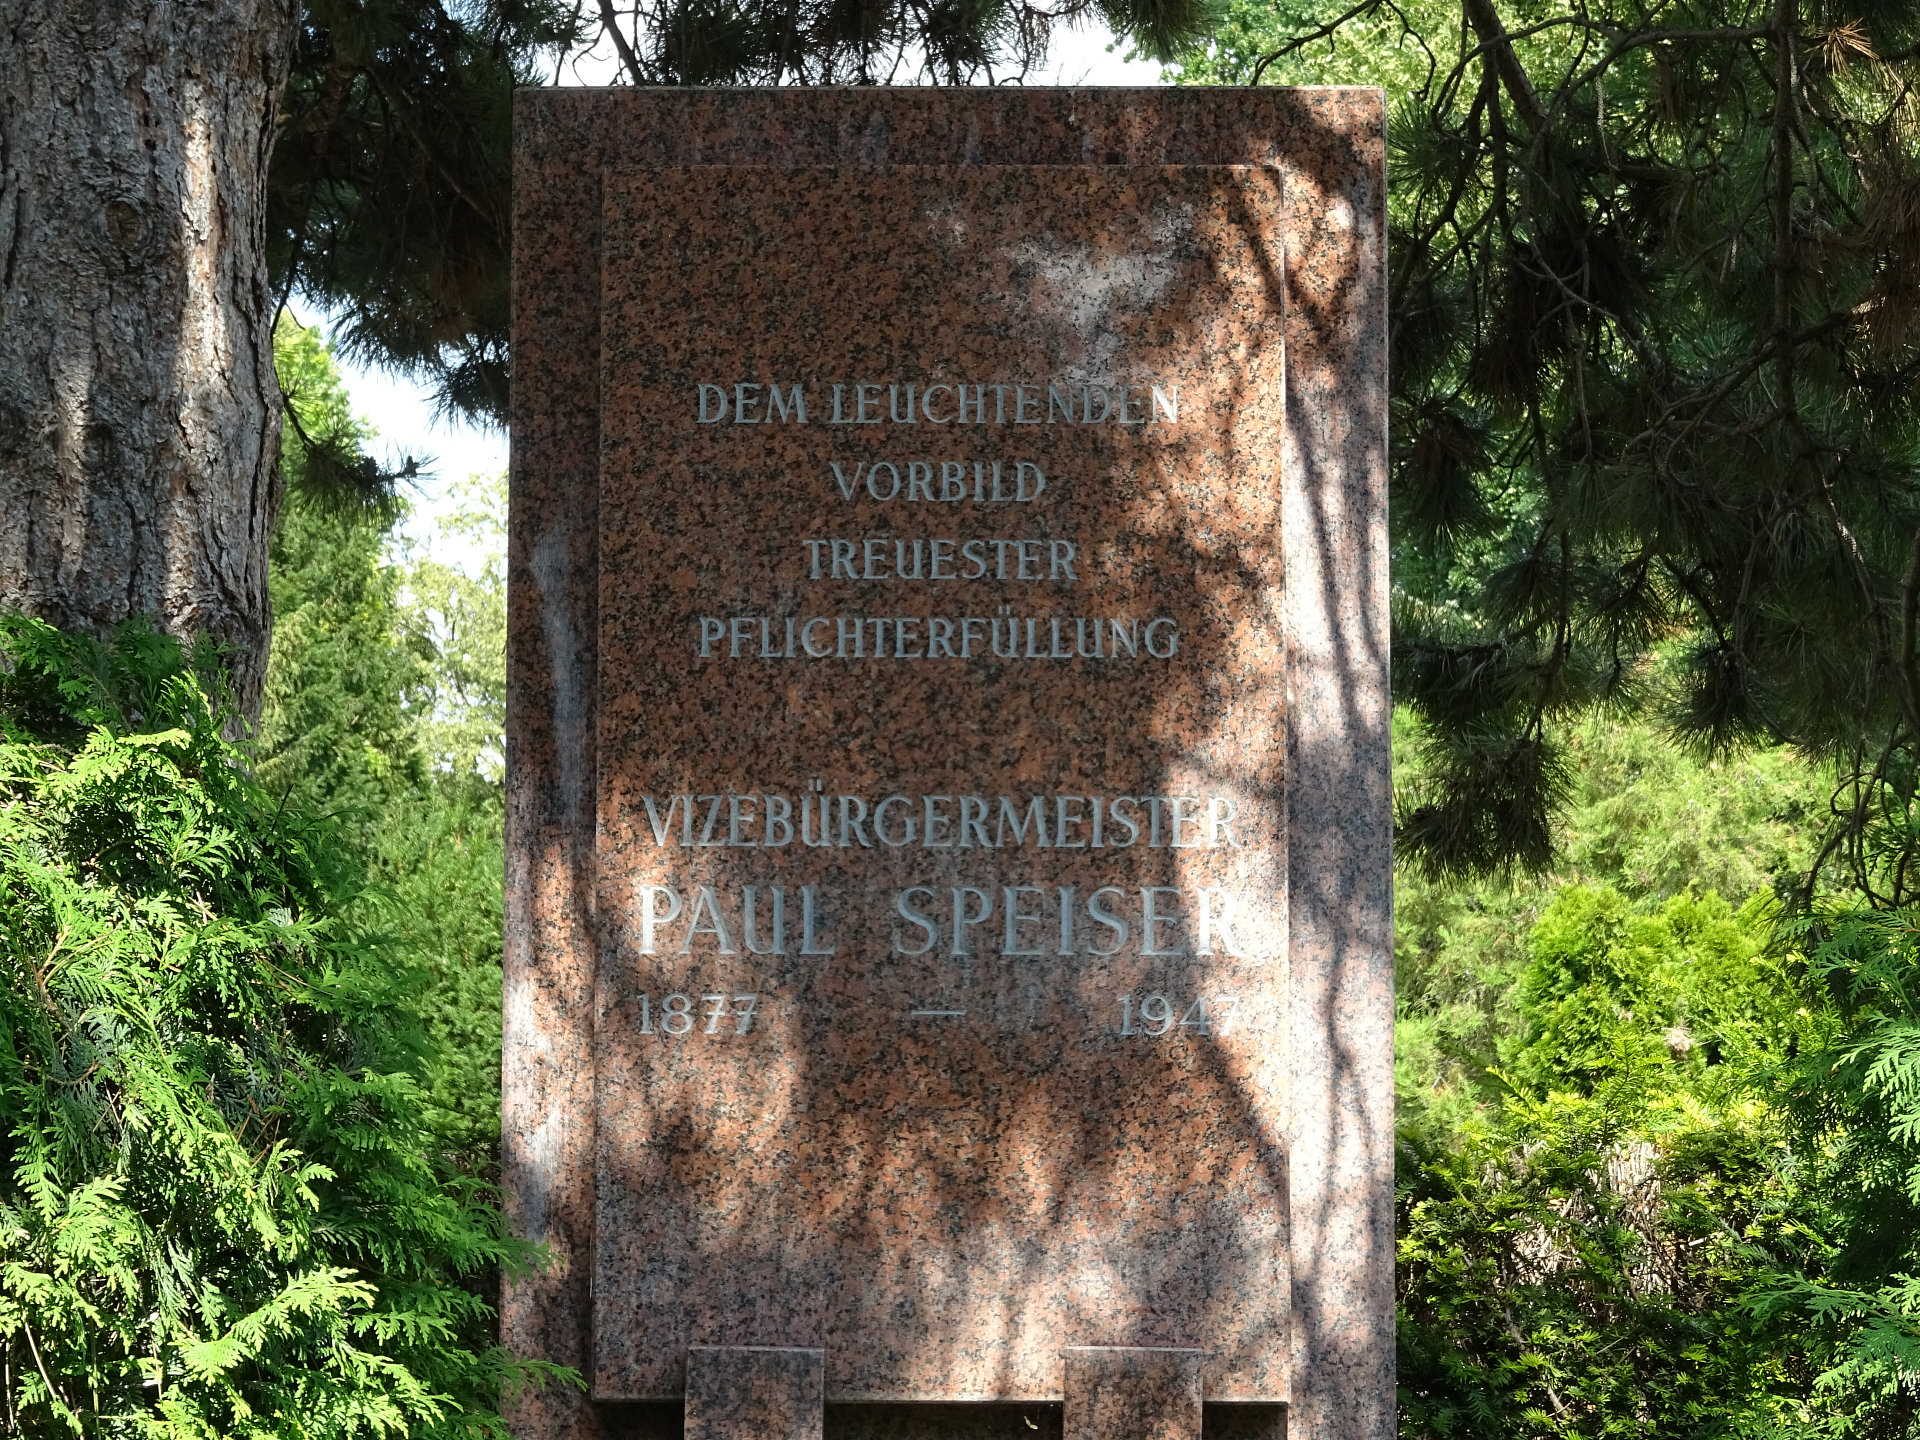 DEM LEUCHTENDEN
VORBILD
TREUESTER
PFLICHTERFÜLLUNG
VIZEBÜRGERMEISTER
PAUL SPEISER
1877 — 1947